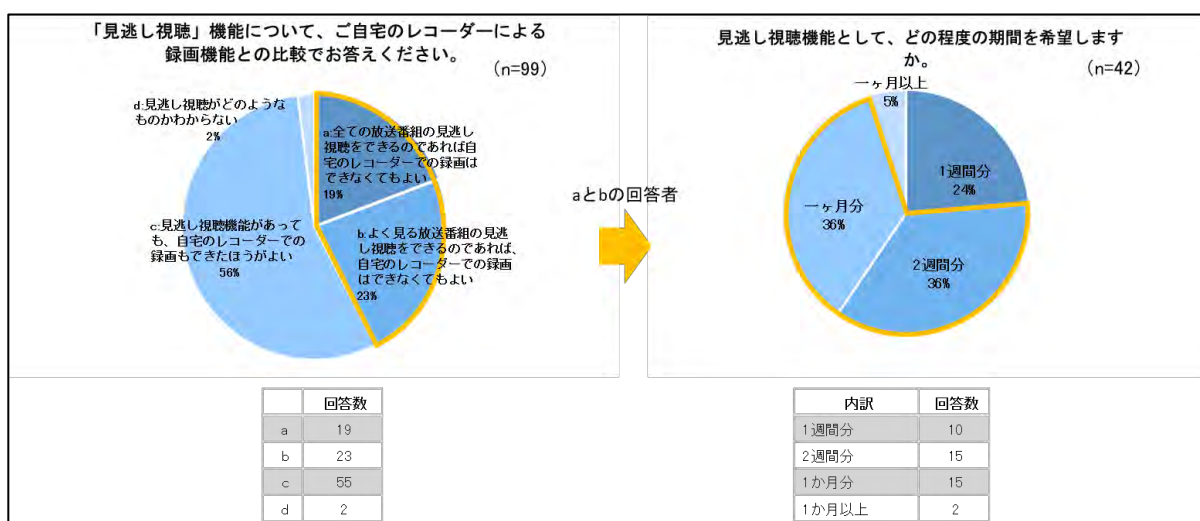 「見逃し視聴」機能について、ご自宅のレコーダーによる
録画機能との比較でお答えください。
(n=99)
d:見逃し視聴がどのような
ものかわからない
2%
a:全ての放送番組の見逃し
視聴をできるのであれば自
宅のレコーダーでの録画は
できなくてもよい
19%
c:見逃し視聴機能があって
も、自宅のレコーダーでの
録画もできたほうがよい
56%
b:よく見る放送番組の見逃
し視聴をできるのであれば、
自宅のレコーダーでの録画
はできなくてもよい
23%
aとbの回答者
見逃し視聴機能として、どの程度の期間を希望します
か。
(n=42)
一ヶ月以上
5%
1週間分
24%
一ヶ月分
36%
2週間分
36%
回答数
a 19
b 23
c 55
d 2
内訳 回答数
1週間分 10
2週間分 15
1か月分 15
1か月以上 2